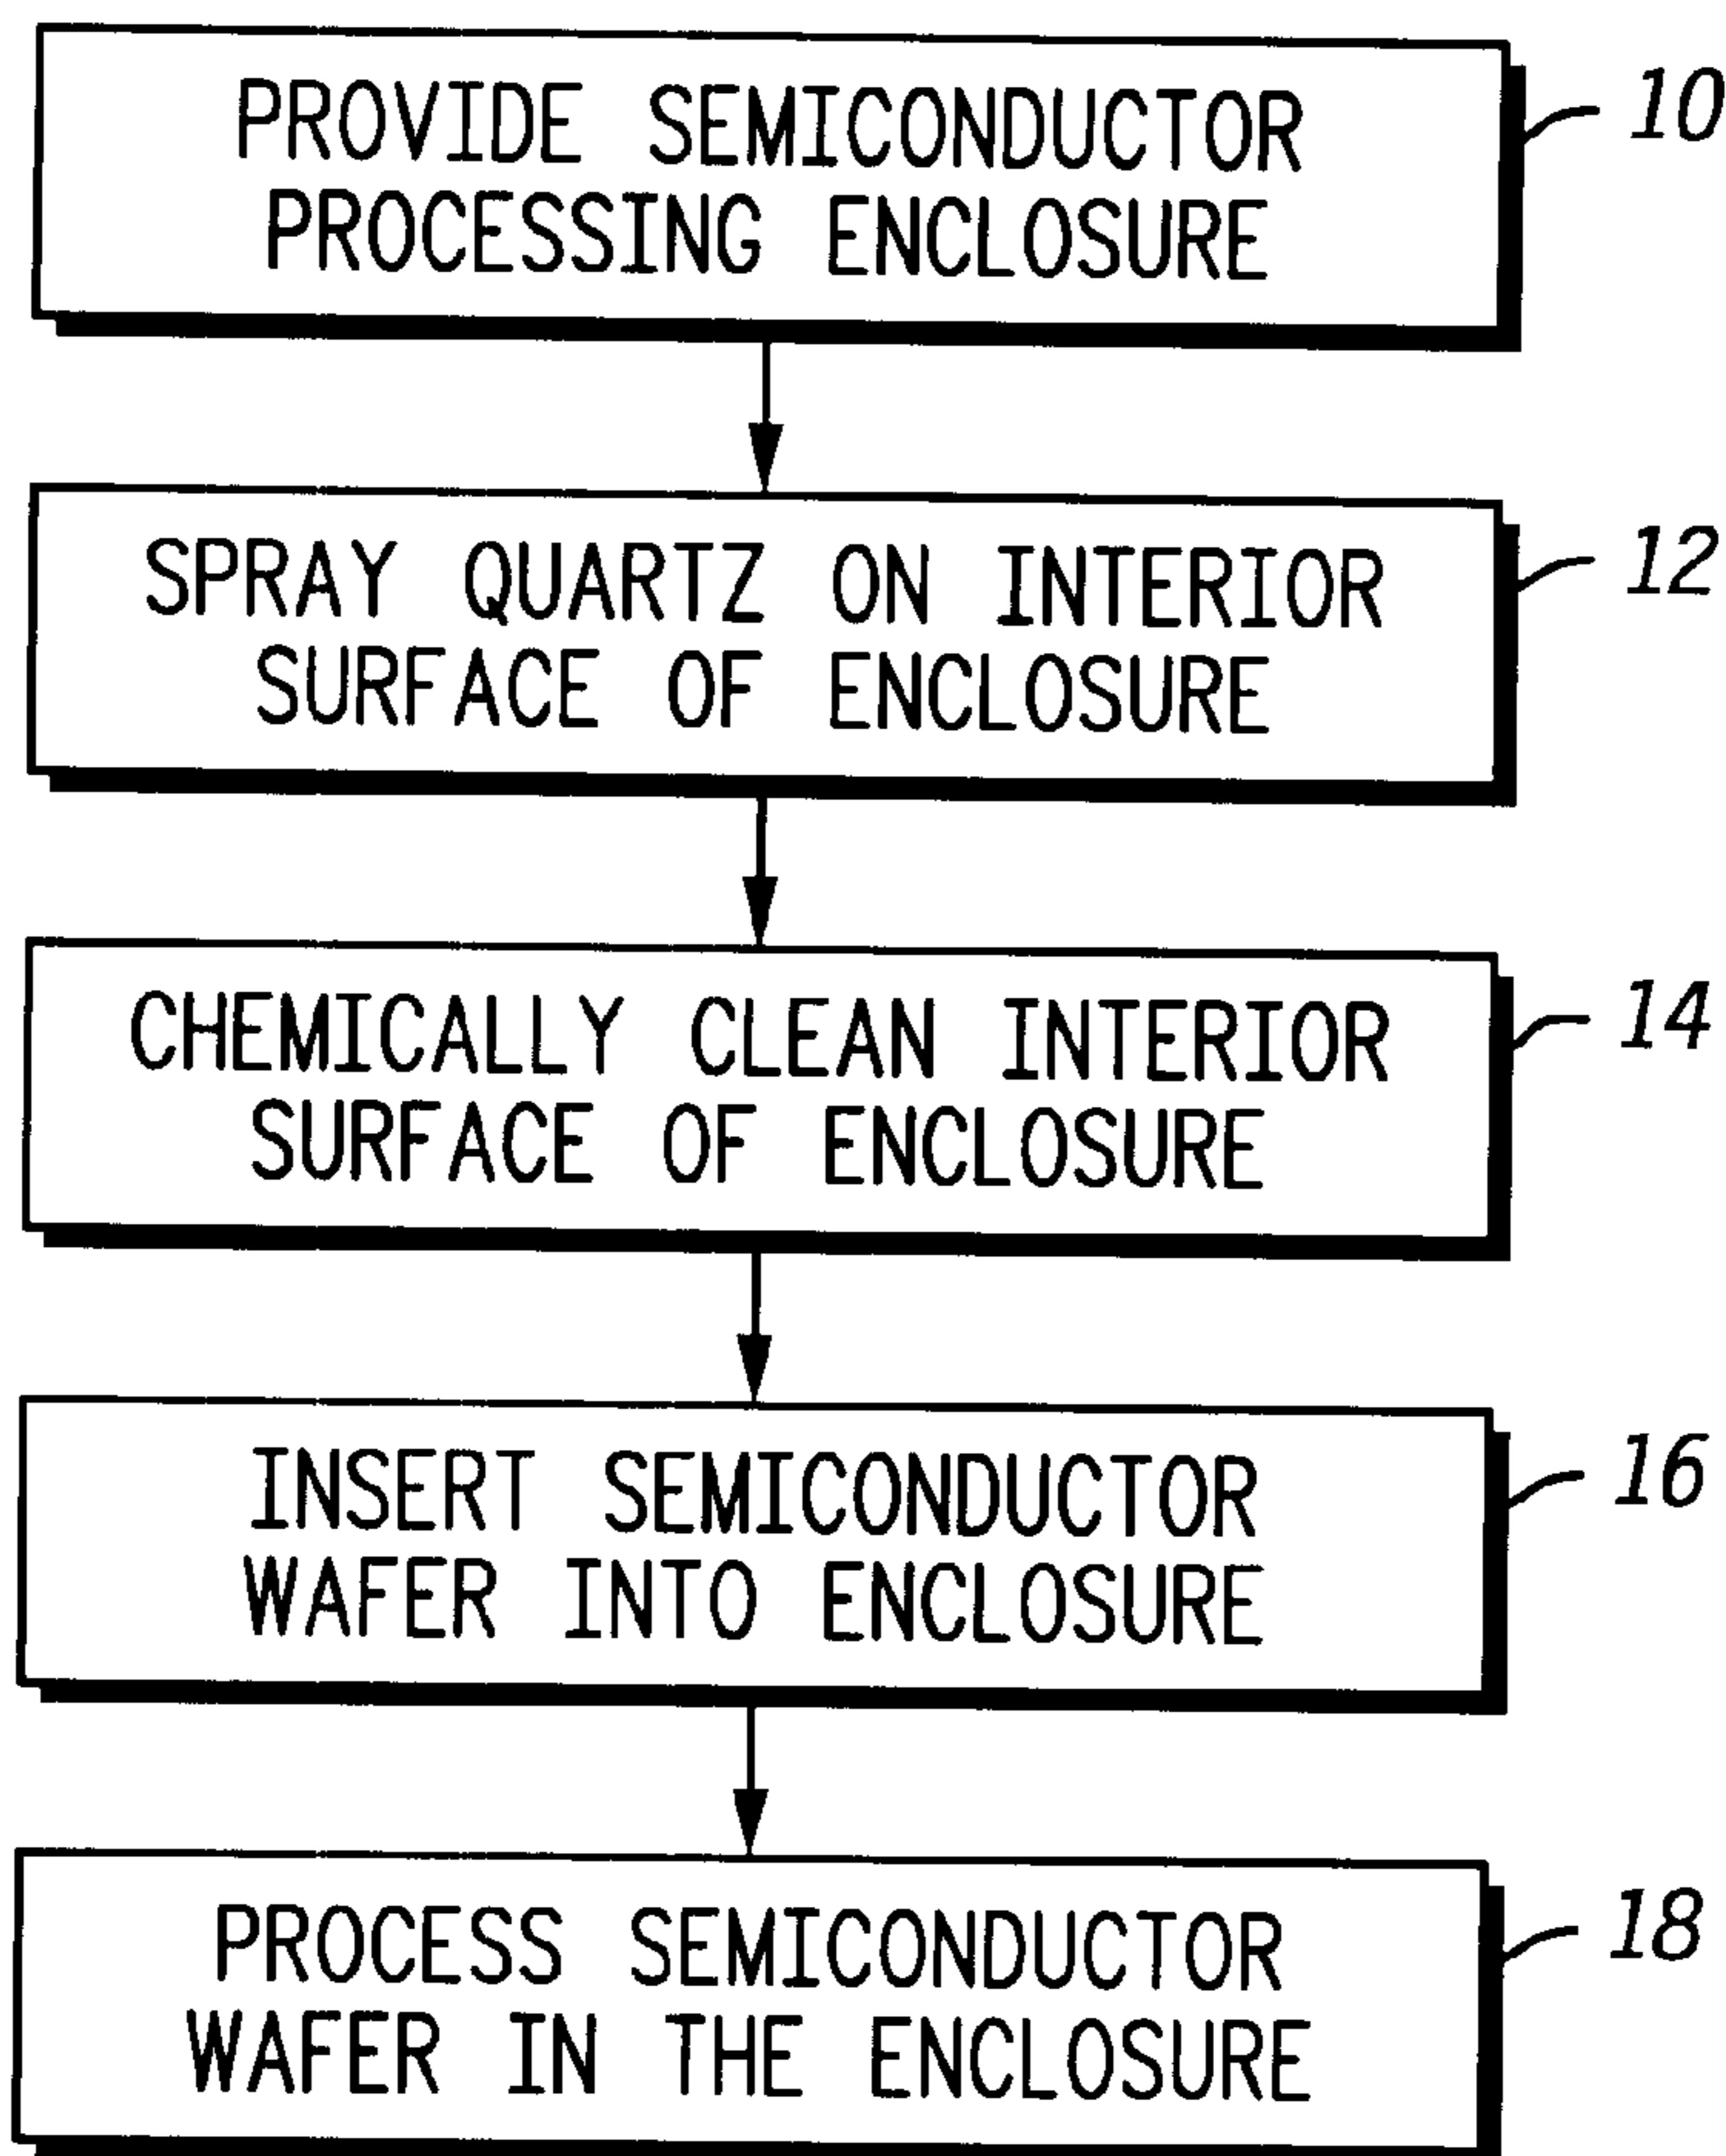 PROVIDE SEMICONDUCTOR
PROCESSING ENCLOSURE
10
SPRAY QUARTZ ON INTERIOR
SURFACE OF ENCLOSURE
12
CHEMICALLY CLEAN INTERIOR
SURFACE OF ENCLOSURE
14
INSERT SEMICONDUCTOR
WAFER INTO ENCLOSURE
16
PROCESS SEMICONDUCTOR
WAFER IN THE ENCLOSURE
18